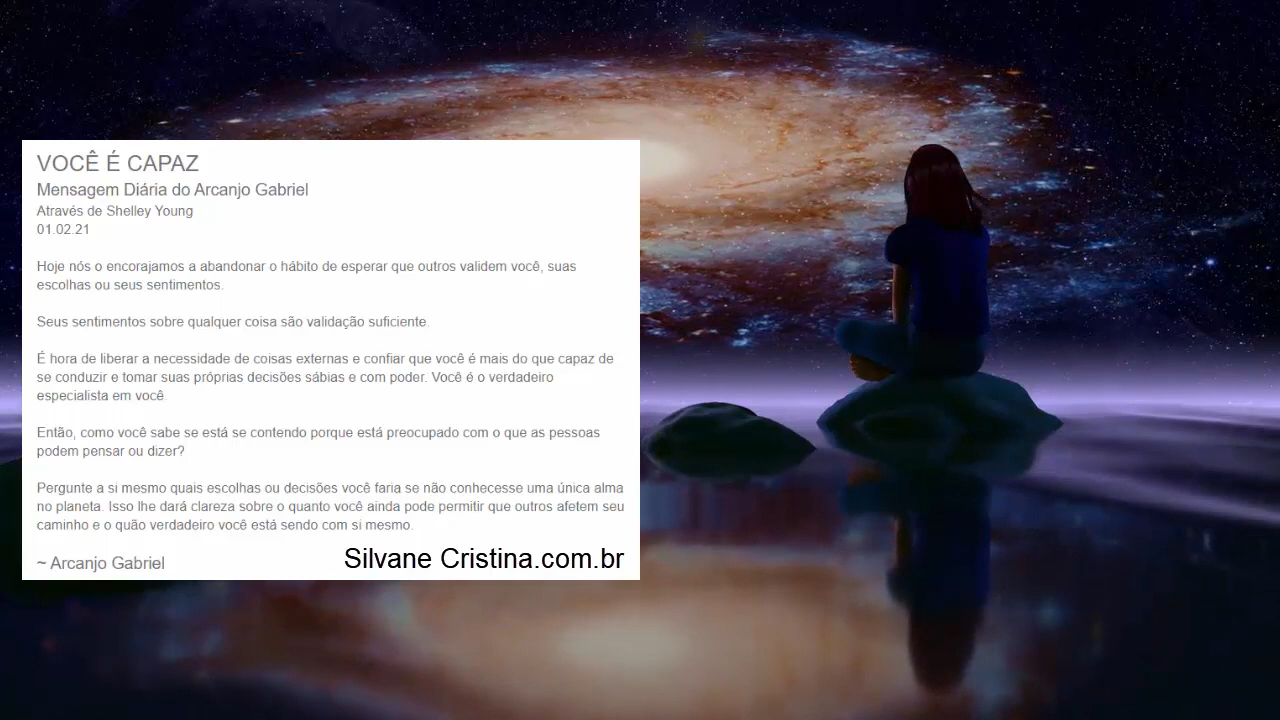 VOCÊ É CAPAZ
Mensagem Diária do Arcanjo Gabriel
Através de Shelley Young
01.02.21
Hoje nós o encorajamos a abandonar o hábito de esperar que outros validem você, suas
escolhas ou seus sentimentos.
Seus sentimentos sobre qualquer coisa são validação suficiente.
É hora de liberar a necessidade de coisas externas e confiar que você é mais do que capaz de
se conduzir e tomar suas próprias decisões sábias e com poder. Você é o verdadeiro
especialista em você.
Então, como você sabe se está se contendo porque está preocupado com o que as pessoas
podem pensar ou dizer?
Pergunte a si mesmo quais escolhas ou decisões você faria se não conhecesse uma única alma
no planeta. Isso lhe dará clareza sobre o quanto você ainda pode permitir que outros afetem seu
caminho e o quão verdadeiro você está sendo com si mesmo.
~ Arcanjo Gabriel
Silvane Cristina.com.br